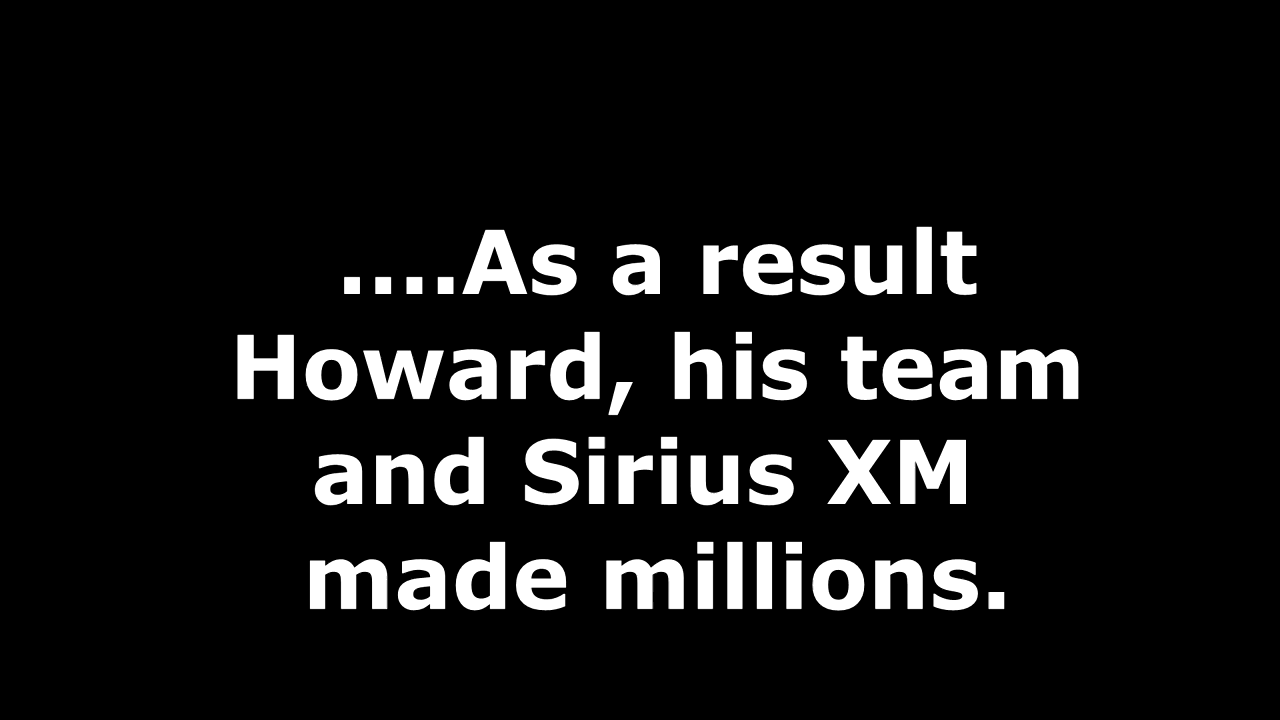 ....As a result
Howard, his team
and Sirius XM
made millions.